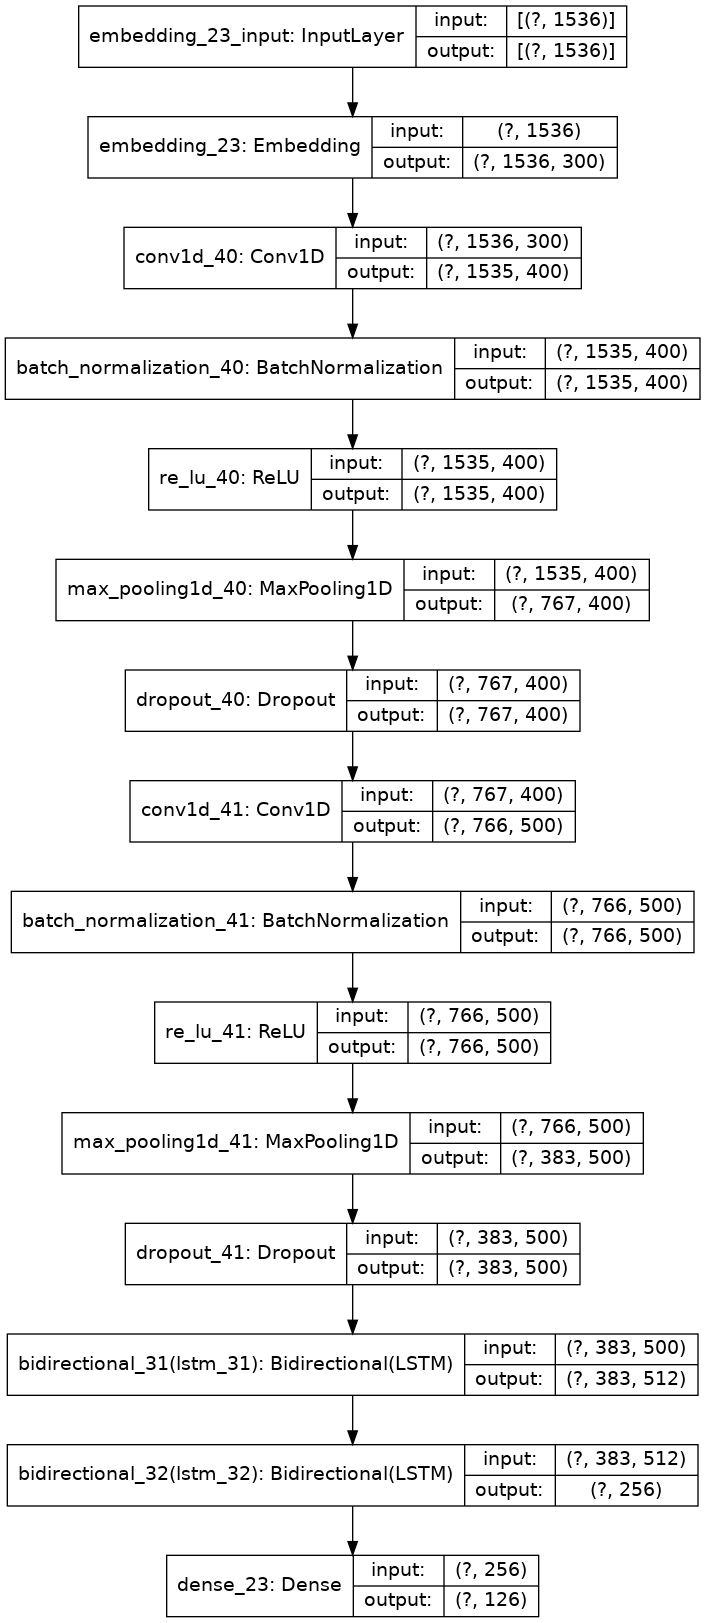 embedding_23_input: InputLayer
input: [(?, 1536)]
output: [(?, 1536)]
embedding_23: Embedding
input: (?, 1536)
output: (?, 1536, 300)
conv1d_40: Conv1D
input: (?, 1536, 300)
output: (?, 1535, 400)
batch_normalization_40: BatchNormalization
input: (?, 1535, 400)
output: (?, 1535, 400)
re_lu_40: ReLU
input: (?, 1535, 400)
output: (?, 1535, 400)
max_pooling1d_40: MaxPooling1D
input: (?, 1535, 400)
output: (?, 767, 400)
dropout_40: Dropout
input: (?, 767, 400)
output: (?, 767, 400)
conv1d_41: Conv1D
input: (?, 767, 400)
output: (?, 766, 500)
batch_normalization_41: BatchNormalization
input: (?, 766, 500)
output: (?, 766, 500)
re_lu_41: ReLU
input: (?, 766, 500)
output: (?, 766, 500)
max_pooling1d_41: MaxPooling1D
input: (?, 766, 500)
output: (?, 383, 500)
dropout_41: Dropout
input: (?, 383, 500)
output: (?, 383, 500)
bidirectional_31(lstm_31): Bidirectional(LSTM)
input: (?, 383, 500)
output: (?, 383, 512)
bidirectional_32(lstm_32): Bidirectional(LSTM)
input: (?, 383, 512)
output: (?, 256)
dense_23: Dense
input: (?, 256)
output: (?, 126)